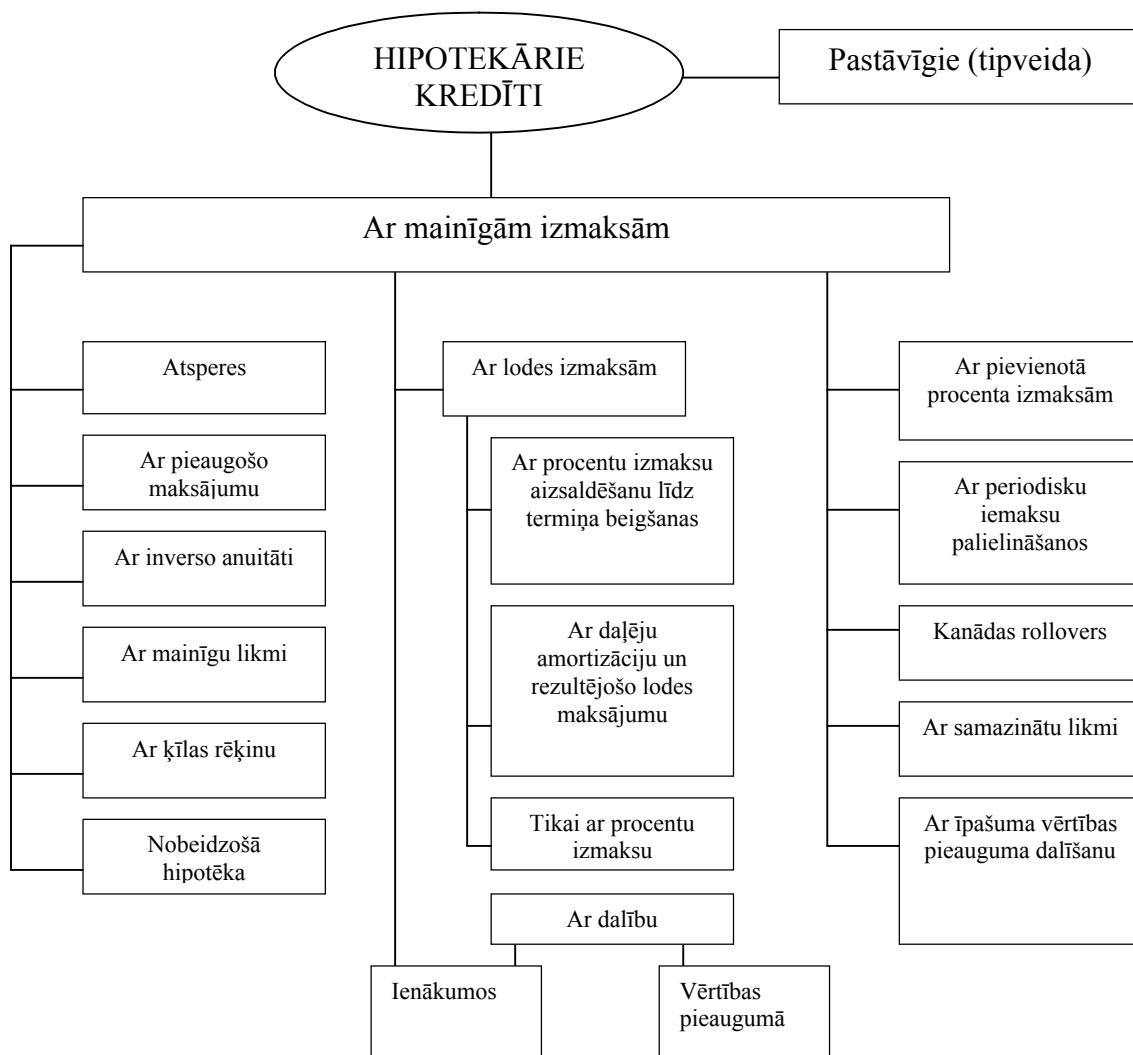 HIPOTEKĀRIE
KREDĪTI
Pastāvīgie (tipveida)
Ar mainīgām izmaksām
Atsperes
Ar pieaugošo
maksājumu
Ar inverso anuitāti
Ar mainīgu likmi
Ar ķīlas rēķinu
Nobeidzošā
hipotēka
Ar lodes izmaksām
Ar procentu izmaksu
aizsaldēšanu līdz
termiņa beigšanas
Ar daļēju
amortizāciju un
rezultējošo lodes
maksājumu
Tikai ar procentu
izmaksu
Ar dalību
Ienākumos
Vērtības
pieaugumā
Ar pievienotā
procenta izmaksām
Ar periodisku
iemaksu
palielināšanos
Kanādas rollovers
Ar samazinātu likmi
Ar īpašuma vērtības
pieauguma dalīšanu